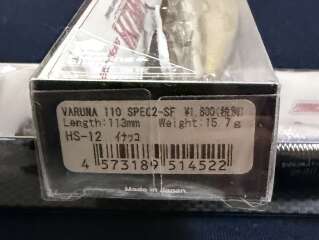 VARUNA 110 SPEC2-SF ¥1,800(税別)
Length:113mm Weight:15.7g
HS-12 イナッコ
4 573189 514522
Made in Japan